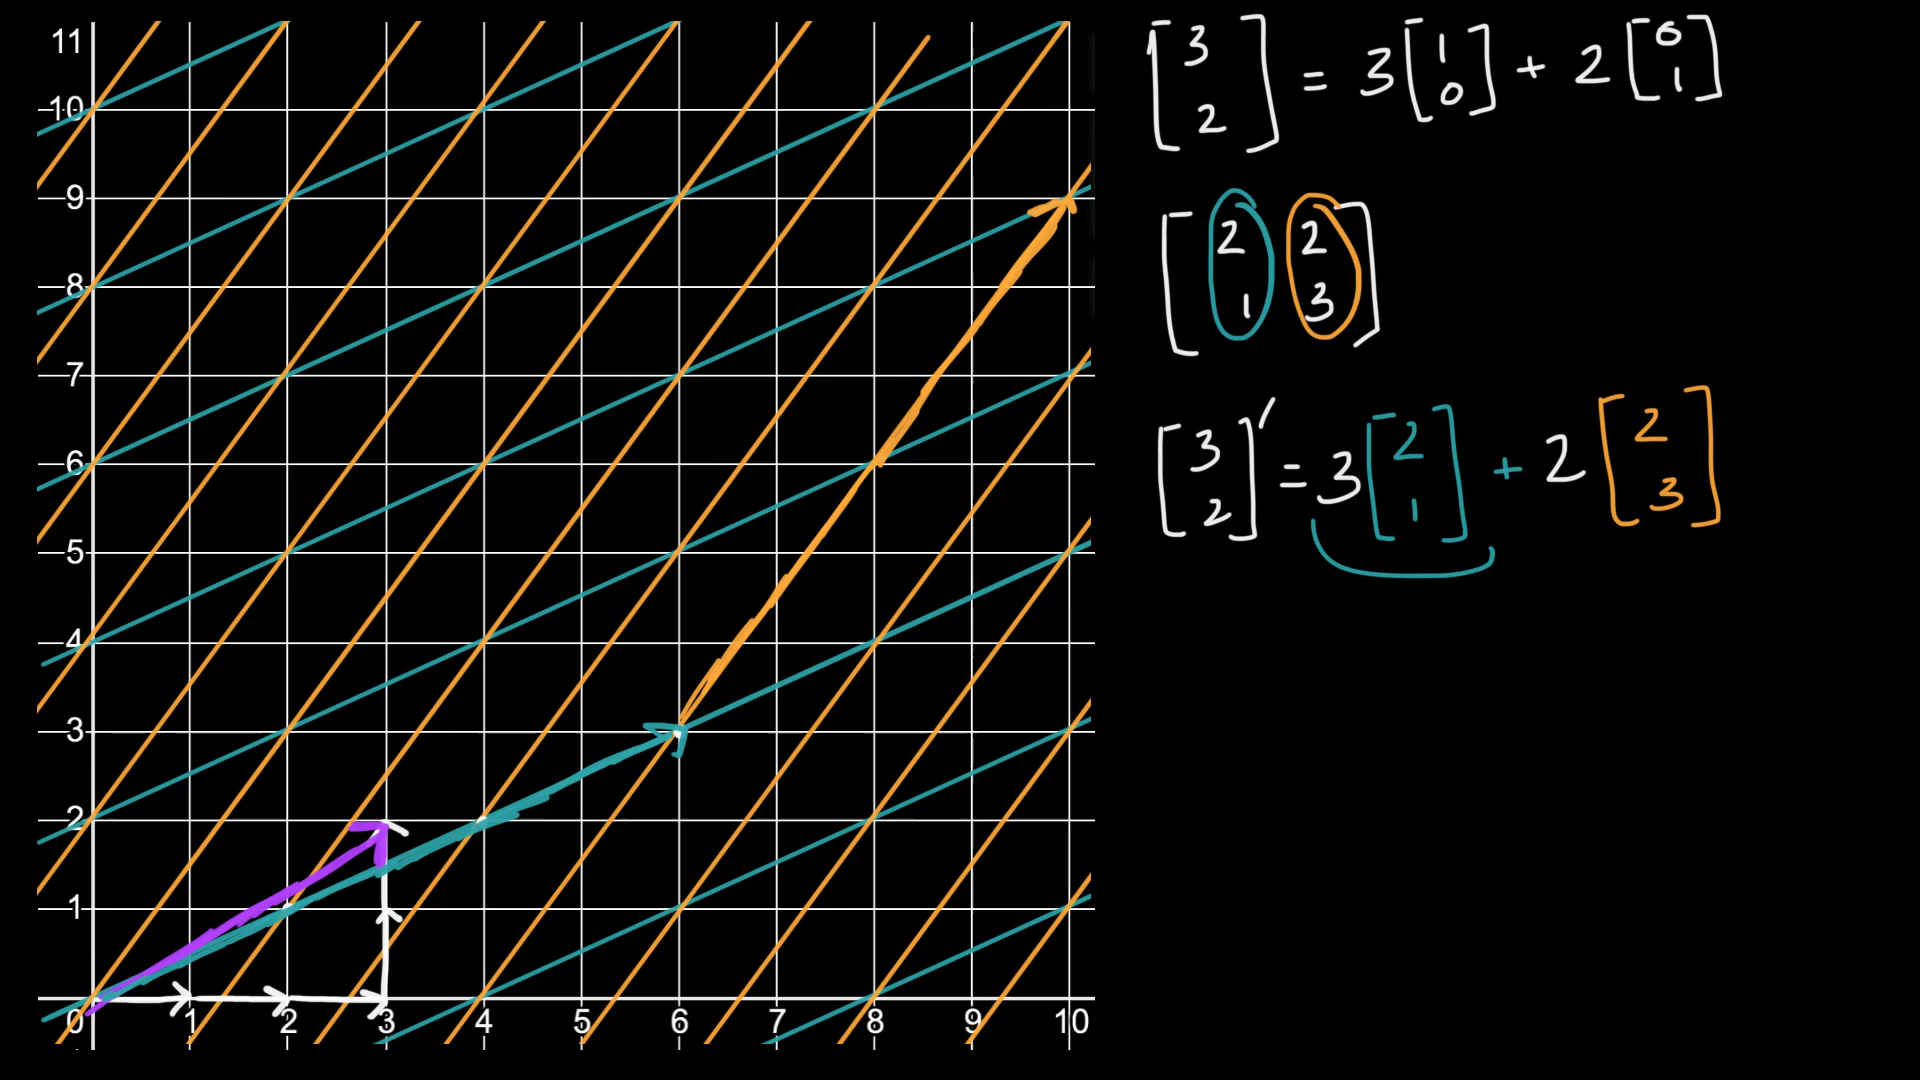 11
10
9
8
7
6
5
4
3
2
1
0 1 2 3 4 5 6 7 8 9 10
[3 2] = 3 [1 0] + 2 [0 1]
[2 2 1 3]
[3 2]′ = 3 [2 1] + 2 [2 3]